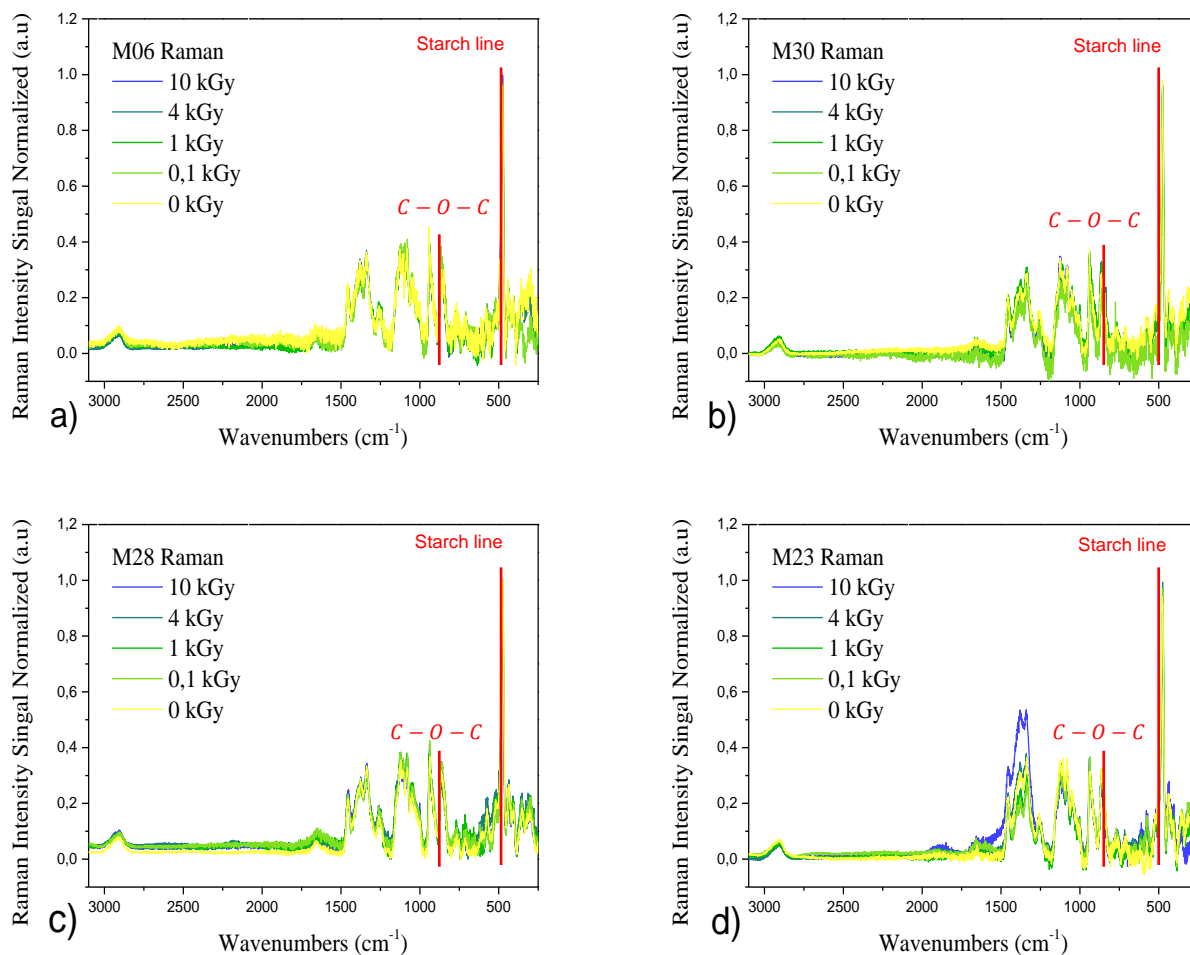 M06 Raman
10 kGy
4 kGy
1 kGy
0,1 kGy
0 kGy
Starch line
C − O − C
1,2
1,0
0,8
0,6
0,4
0,2
0,0
Raman Intensity Singal Normalized (a.u)
3000 2500 2000 1500 1000 500
Wavenumbers (cm-1)
a)
M30 Raman
10 kGy
4 kGy
1 kGy
0,1 kGy
0 kGy
Starch line
C − O − C
1,2
1,0
0,8
0,6
0,4
0,2
0,0
Raman Intensity Singal Normalized (a.u)
3000 2500 2000 1500 1000 500
Wavenumbers (cm-1)
b)
M28 Raman
10 kGy
4 kGy
1 kGy
0,1 kGy
0 kGy
Starch line
C − O − C
1,2
1,0
0,8
0,6
0,4
0,2
0,0
Raman Intensity Singal Normalized (a.u)
3000 2500 2000 1500 1000 500
Wavenumbers (cm-1)
c)
M23 Raman
10 kGy
4 kGy
1 kGy
0,1 kGy
0 kGy
Starch line
C − O − C
1,2
1,0
0,8
0,6
0,4
0,2
0,0
Raman Intensity Singal Normalized (a.u)
3000 2500 2000 1500 1000 500
Wavenumbers (cm-1)
d)